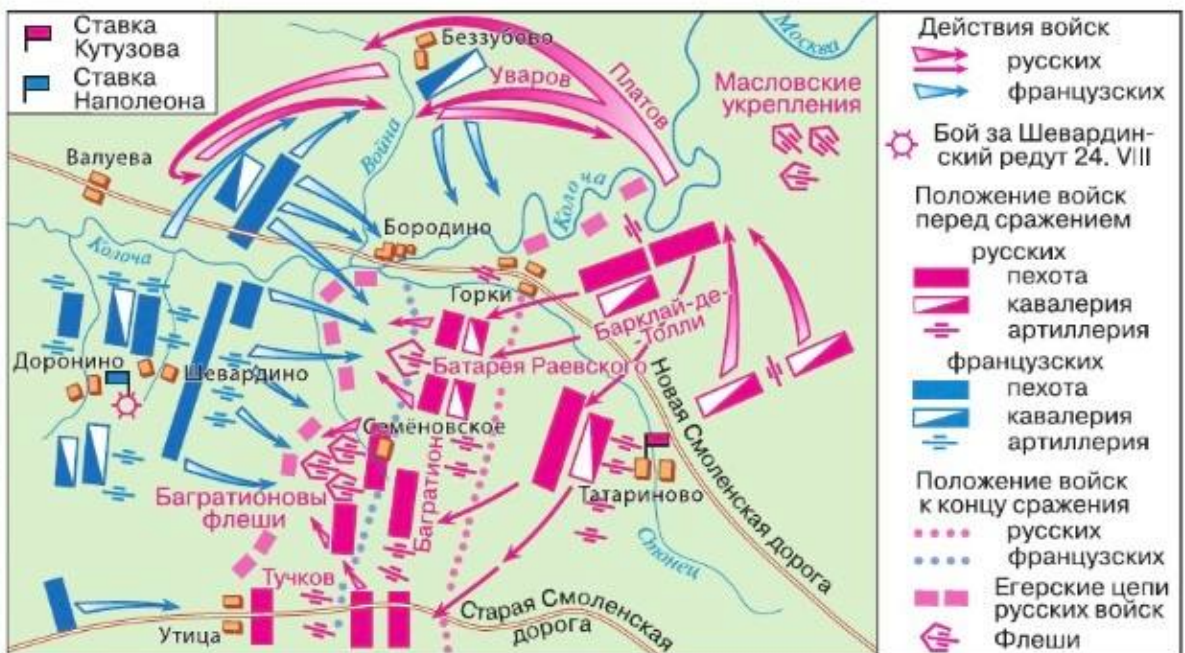 Ставка
Кутузова
Ставка
Наполеона
Беззубово
Уваров
Платов
Москва
Масловские
укрепления
Валуева
Война
Колоча
Бородино
Колоча
Горки
Барклай-де-
Толли
Доронино
Шевардино
Батарея Раевского
Семёновское
Новая Смоленская дорога
Багратионовы
флеши
Багратион
Татариново
Стонец
Тучков
Утица
Старая Смоленская
дорога
Действия войск
русских
французских
Бой за Шевардин-
ский редут 24. VIII
Положение войск
перед сражением
русских
пехота
кавалерия
артиллерия
французских
пехота
кавалерия
артиллерия
Положение войск
к концу сражения
русских
французских
Егерские цепи
русских войск
Флеши